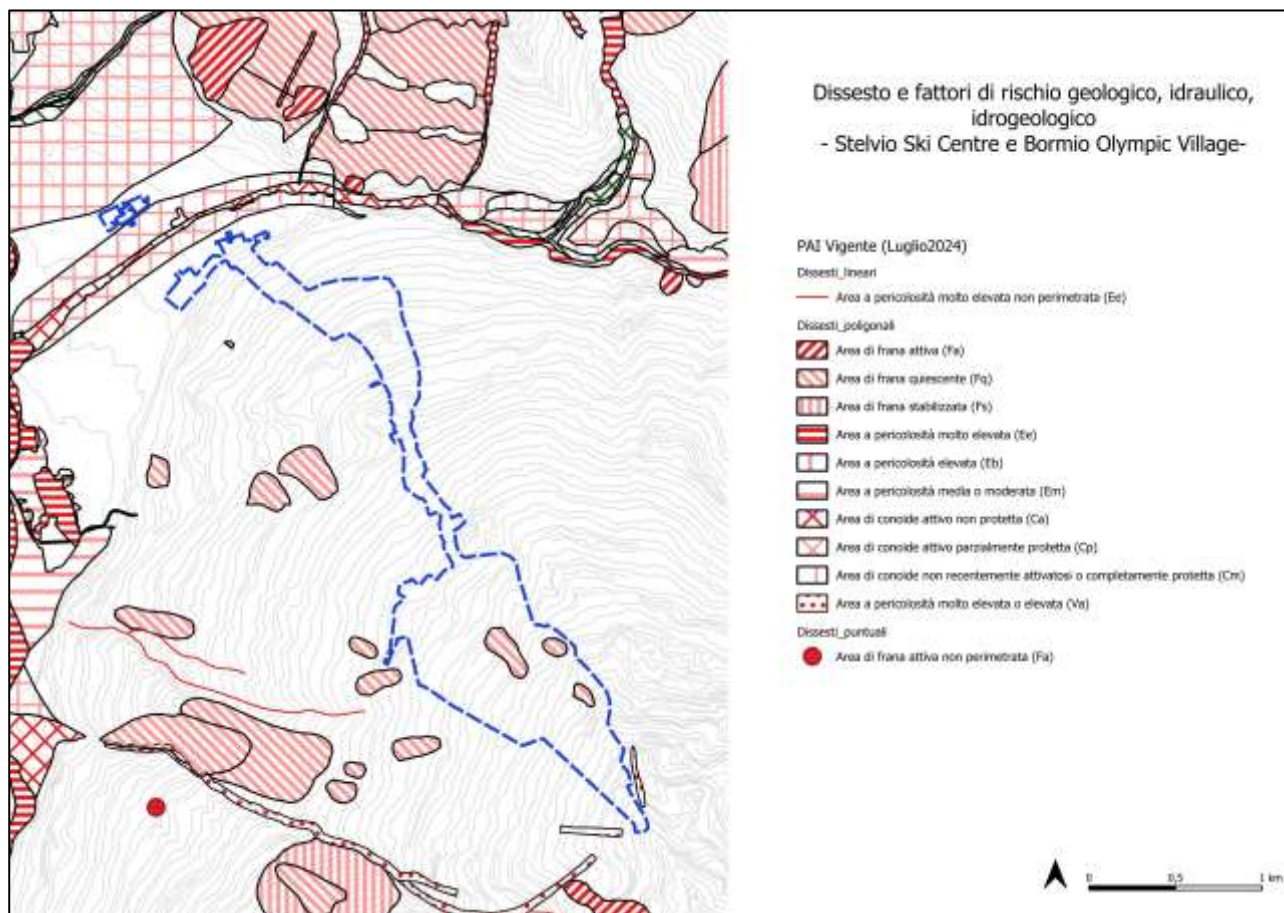 Dissesto e fattori di rischio geologico, idraulico,
idrogeologico
- Stelvio Ski Centre e Bormio Olympic Village-
PAI Vigente (Luglio2024)
Dissesti_lineari
Area a pericolosità molto elevata non perimetrata (Ee)
Dissesti_poligonali
Area di frana attiva (Fa)
Area di frana quiescente (Fq)
Area di frana stabilizzata (Fs)
Area a pericolosità molto elevata (Ee)
Area a pericolosità elevata (Eb)
Area a pericolosità media o moderata (Em)
Area di conoide attivo non protetta (Ca)
Area di conoide attivo parzialmente protetta (Cp)
Area di conoide non recentemente attivatosi o completamente protetta (Cm)
Area a pericolosità molto elevata o elevata (Va)
Dissesti_puntuali
Area di frana attiva non perimetrata (Fa)
0 0,5 1 km